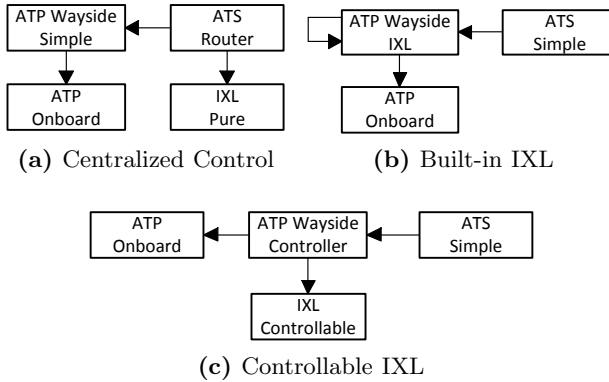 ATP Wayside
Simple
ATS
Router
ATP
Onboard
IXL
Pure
(a) Centralized Control
ATP Wayside
IXL
ATS
Simple
ATP
Onboard
(b) Built-in IXL
ATP
Onboard
ATP Wayside
Controller
ATS
Simple
IXL
Controllable
(c) Controllable IXL